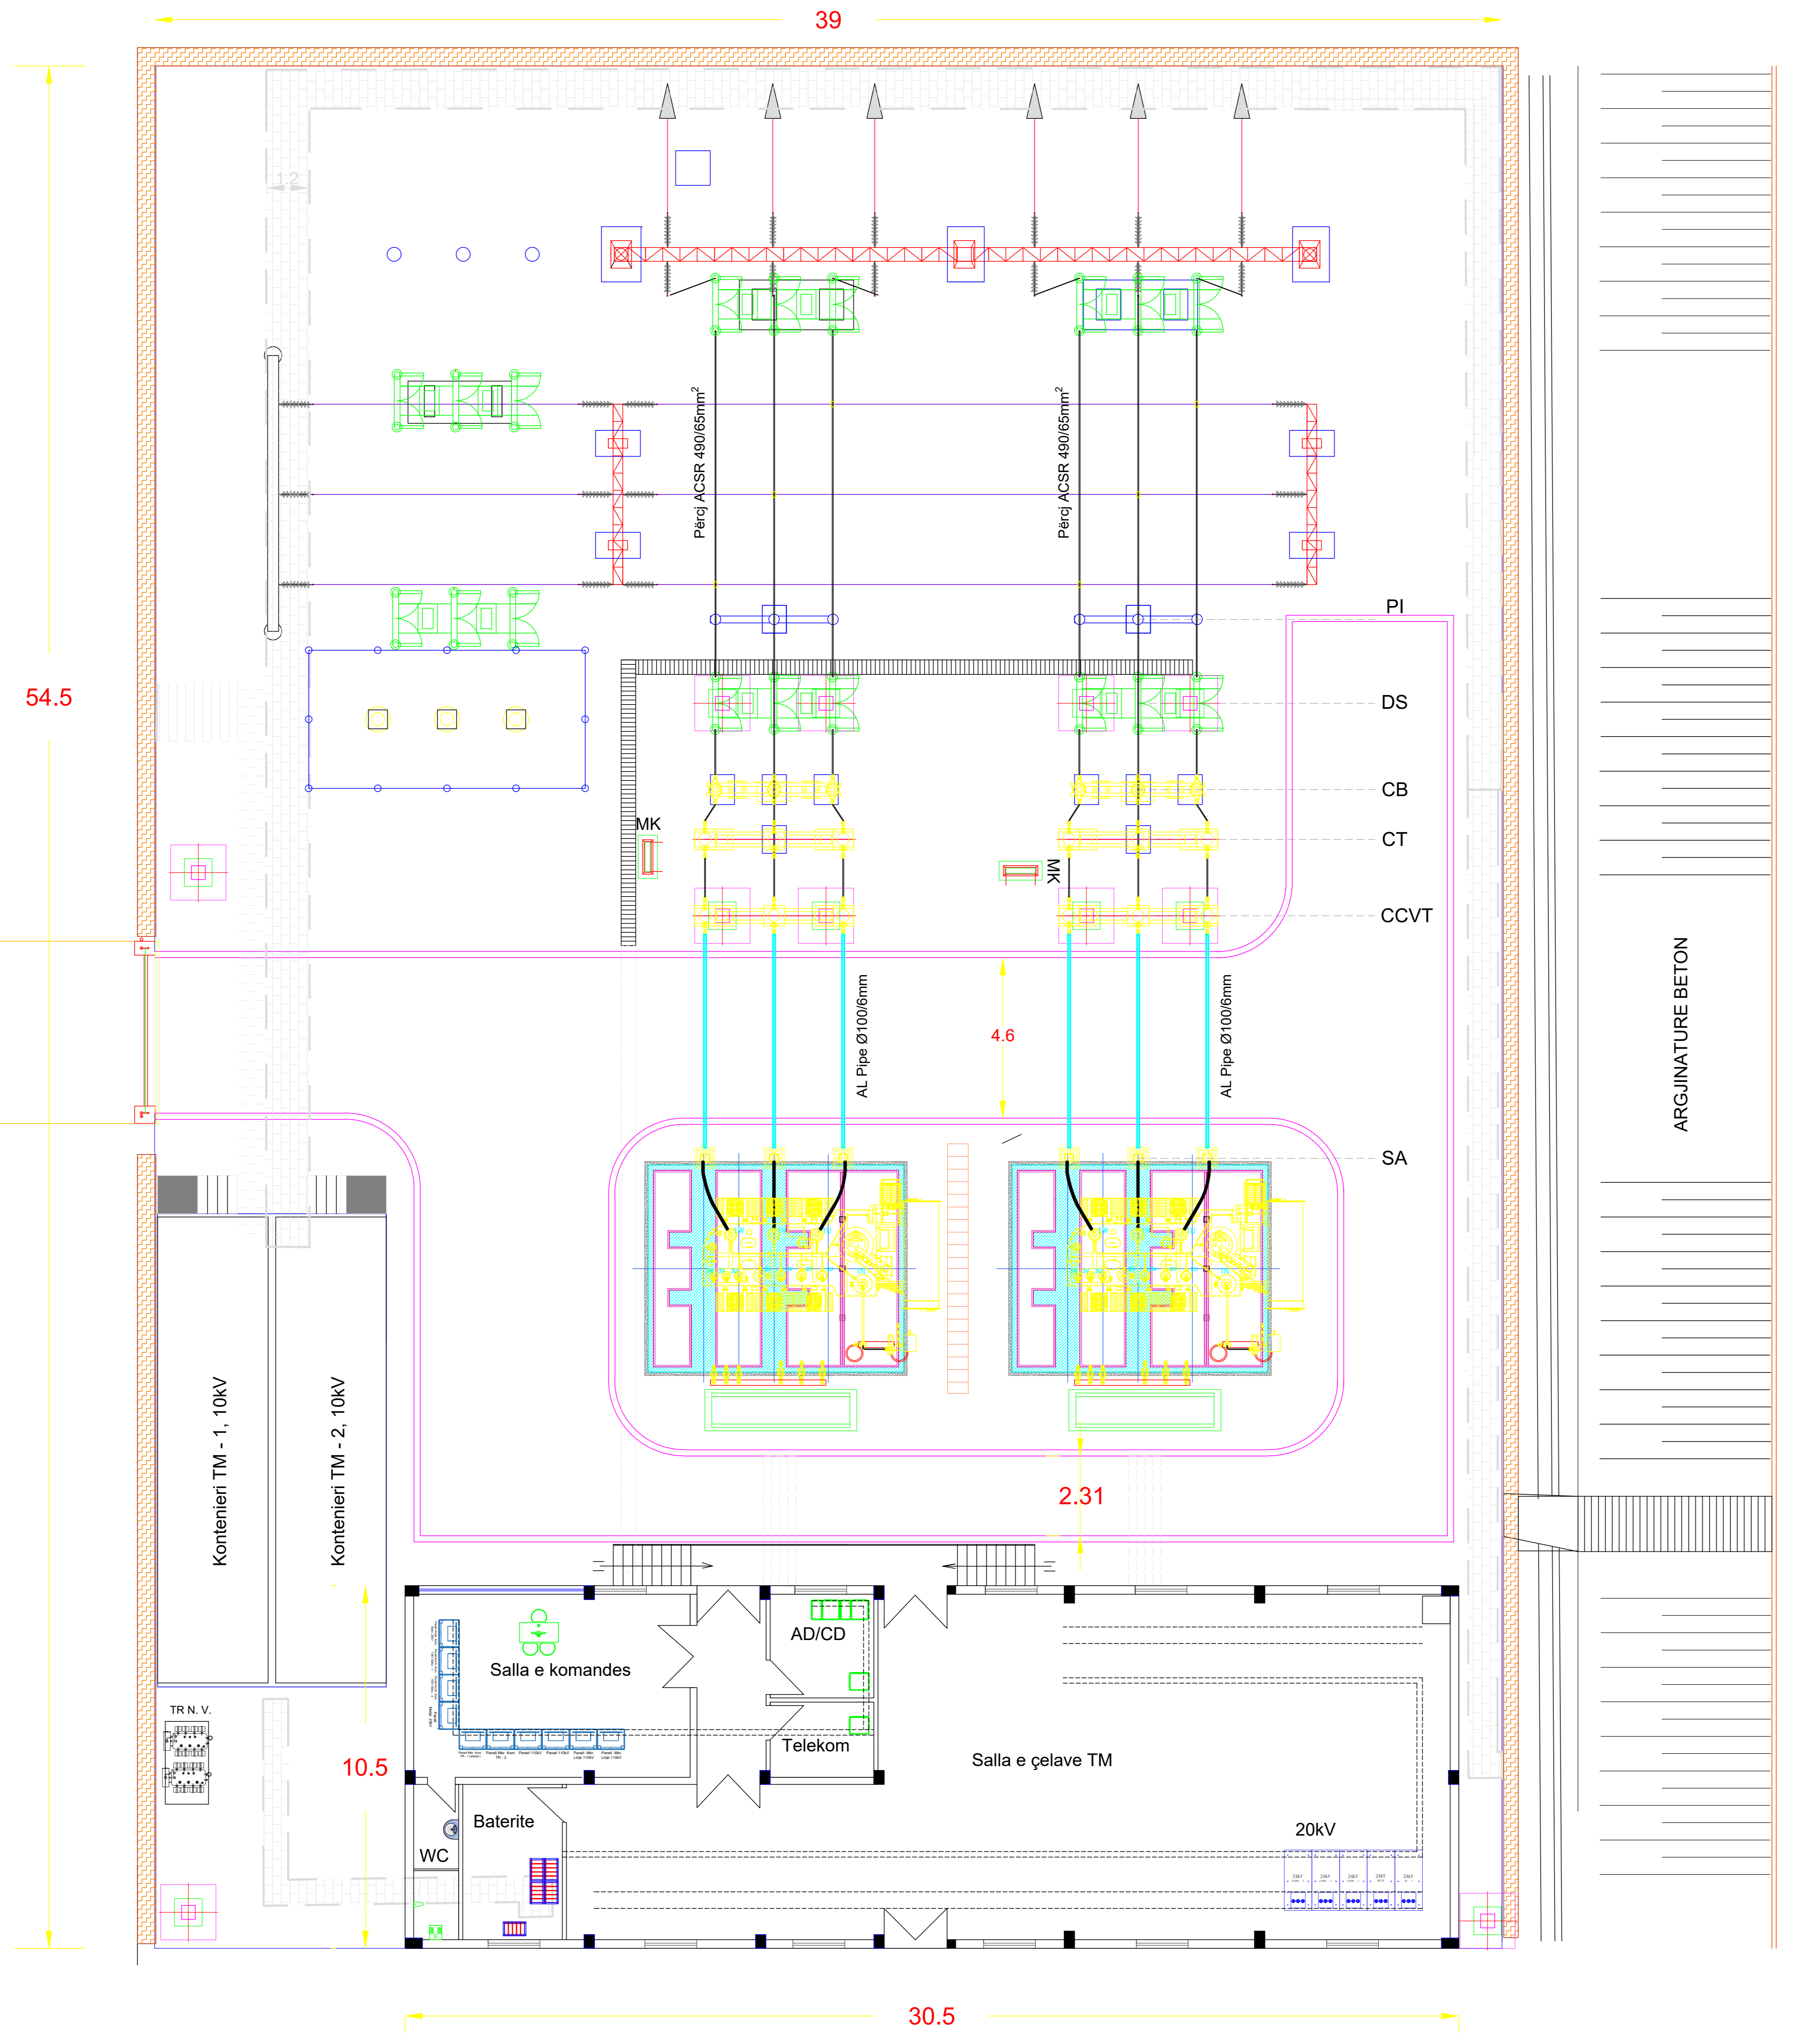 39
1.2
Përcj ACSR 490/65mm²
Përcj ACSR 490/65mm²
PI
54.5
DS
CB
MK
CT
MK
CCVT
AL Pipe Ø100/6mm
AL Pipe Ø100/6mm
4.6
ARGJINATURE BETON
SA
Kontenieri TM - 1, 10kV
Kontenieri TM - 2, 10kV
2.31
AD/CD
Salla e komandes
TR N. V.
Telekom
Salla e çelave TM
10.5
Baterite
20kV
WC
30.5